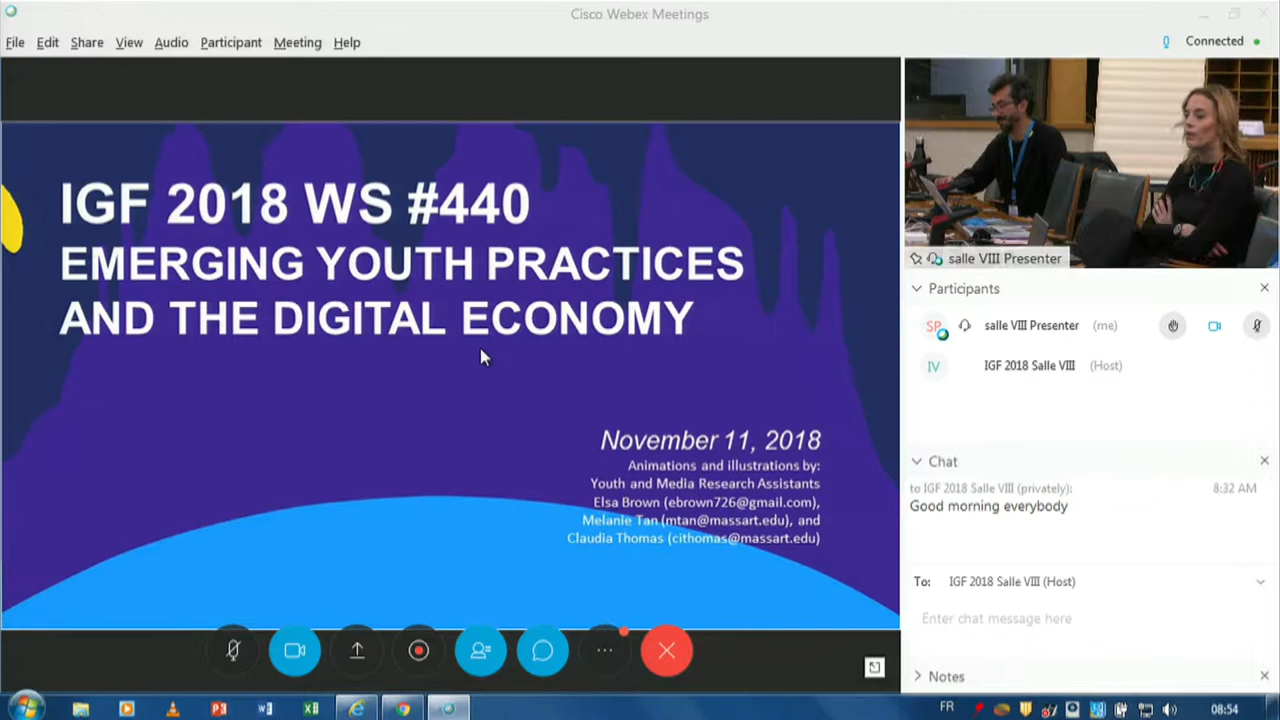 Cisco Webex Meetings
File Edit Share View Audio Participant Meeting Help
Connected
IGF 2018 WS #440
EMERGING YOUTH PRACTICES
AND THE DIGITAL ECONOMY
November 11, 2018
Animations and illustrations by:
Youth and Media Research Assistants
Elsa Brown (ebrown726@gmail.com),
Melanie Tan (mtan@massart.edu), and
Claudia Thomas (cithomas@massart.edu)
salle VIII Presenter
Participants
SP salle VIII Presenter (me)
IV IGF 2018 Salle VIII (Host)
Chat
to IGF 2018 Salle VIII (privately): 8:32 AM
Good morning everybody
To: IGF 2018 Salle VIII (Host)
Enter chat message here
Notes
FR 08:54